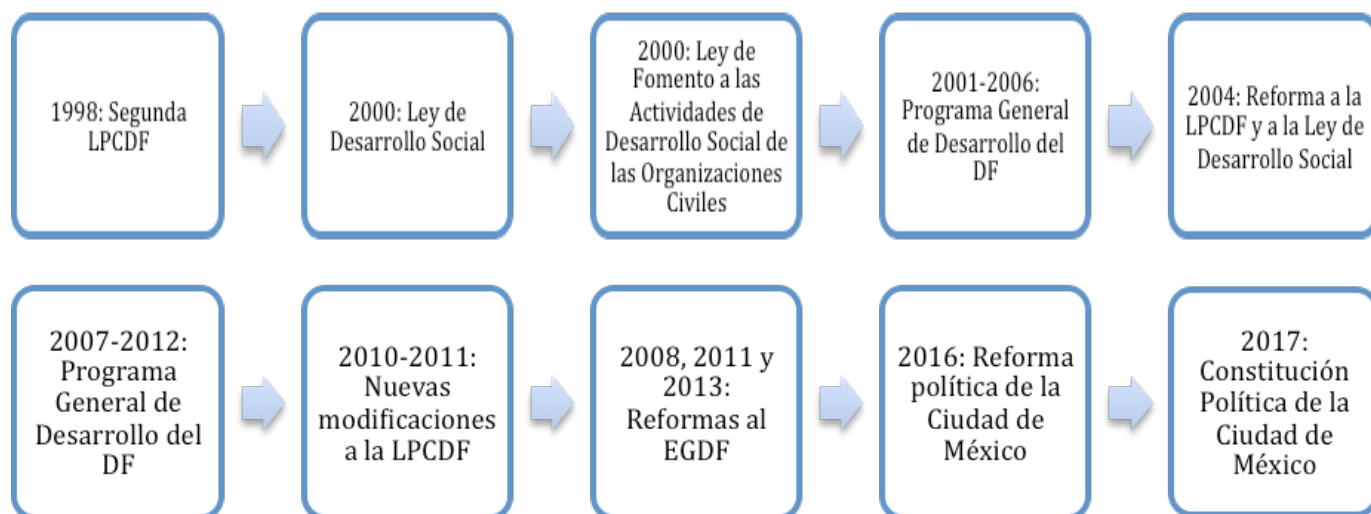 1998: Segunda
LPCDF
2000: Ley de
Desarrollo Social
2000: Ley de
Fomento a las
Actividades de
Desarrollo Social de
las Organizaciones
Civiles
2001-2006:
Programa General
de Desarrollo del
DF
2004: Reforma a la
LPCDF y a la Ley de
Desarrollo Social
2007-2012:
Programa
General de
Desarrollo del
DF
2010-2011:
Nuevas
modificaciones
a la LPCDF
2008, 2011 y
2013:
Reformas al
EGDF
2016: Reforma
política de la
Ciudad de
México
2017:
Constitución
Política de la
Ciudad de
México